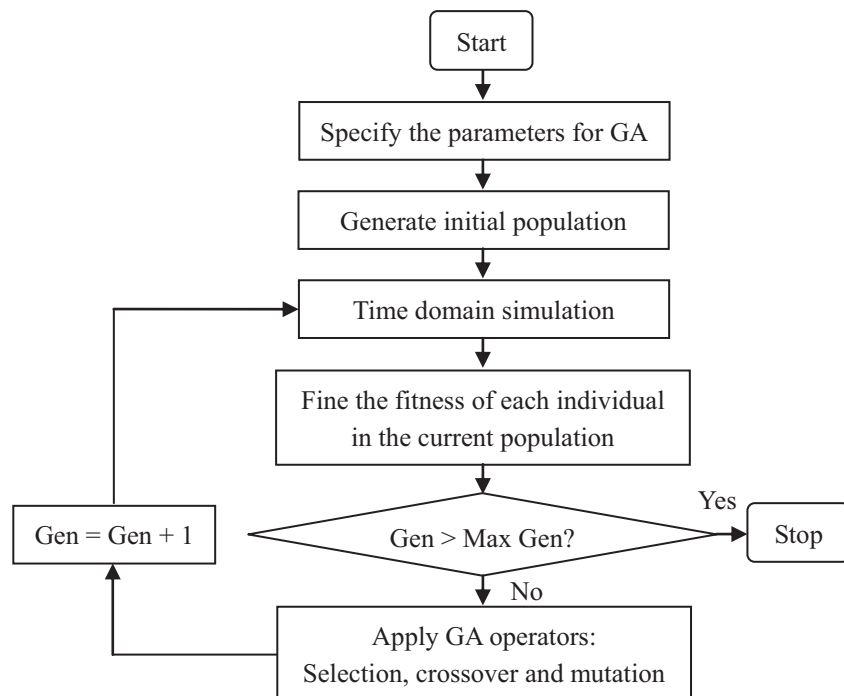 Start
Specify the parameters for GA
Generate initial population
Time domain simulation
Fine the fitness of each individual
in the current population
Gen > Max Gen?
Yes
Stop
No
Apply GA operators:
Selection, crossover and mutation
Gen = Gen + 1